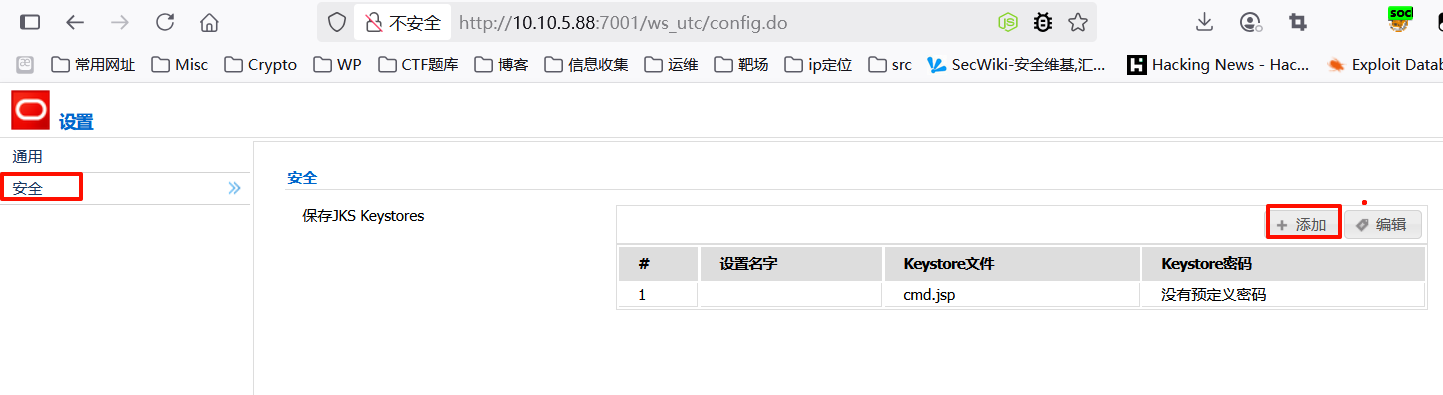 不安全 http://10.10.5.88:7001/ws_utc/config.do soc
常用网址 Misc Crypto WP CTF题库 博客 信息收集 运维 靶场 ip定位 src SecWiki-安全维基,汇... Hacking News - Hac... Exploit Datab
设置
通用
安全
安全
保存JKS Keystores
添加 编辑
# 设置名字 Keystore文件 Keystore密码
1 cmd.jsp 没有预定义密码